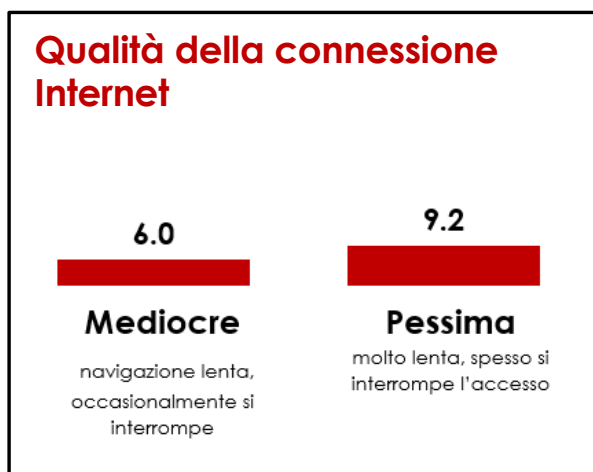 Qualità della connessione
Internet
6.0
9.2
Mediocre
Pessima
navigazione lenta,
occasionalmente si
interrompe
molto lenta, spesso si
interrompe l'accesso